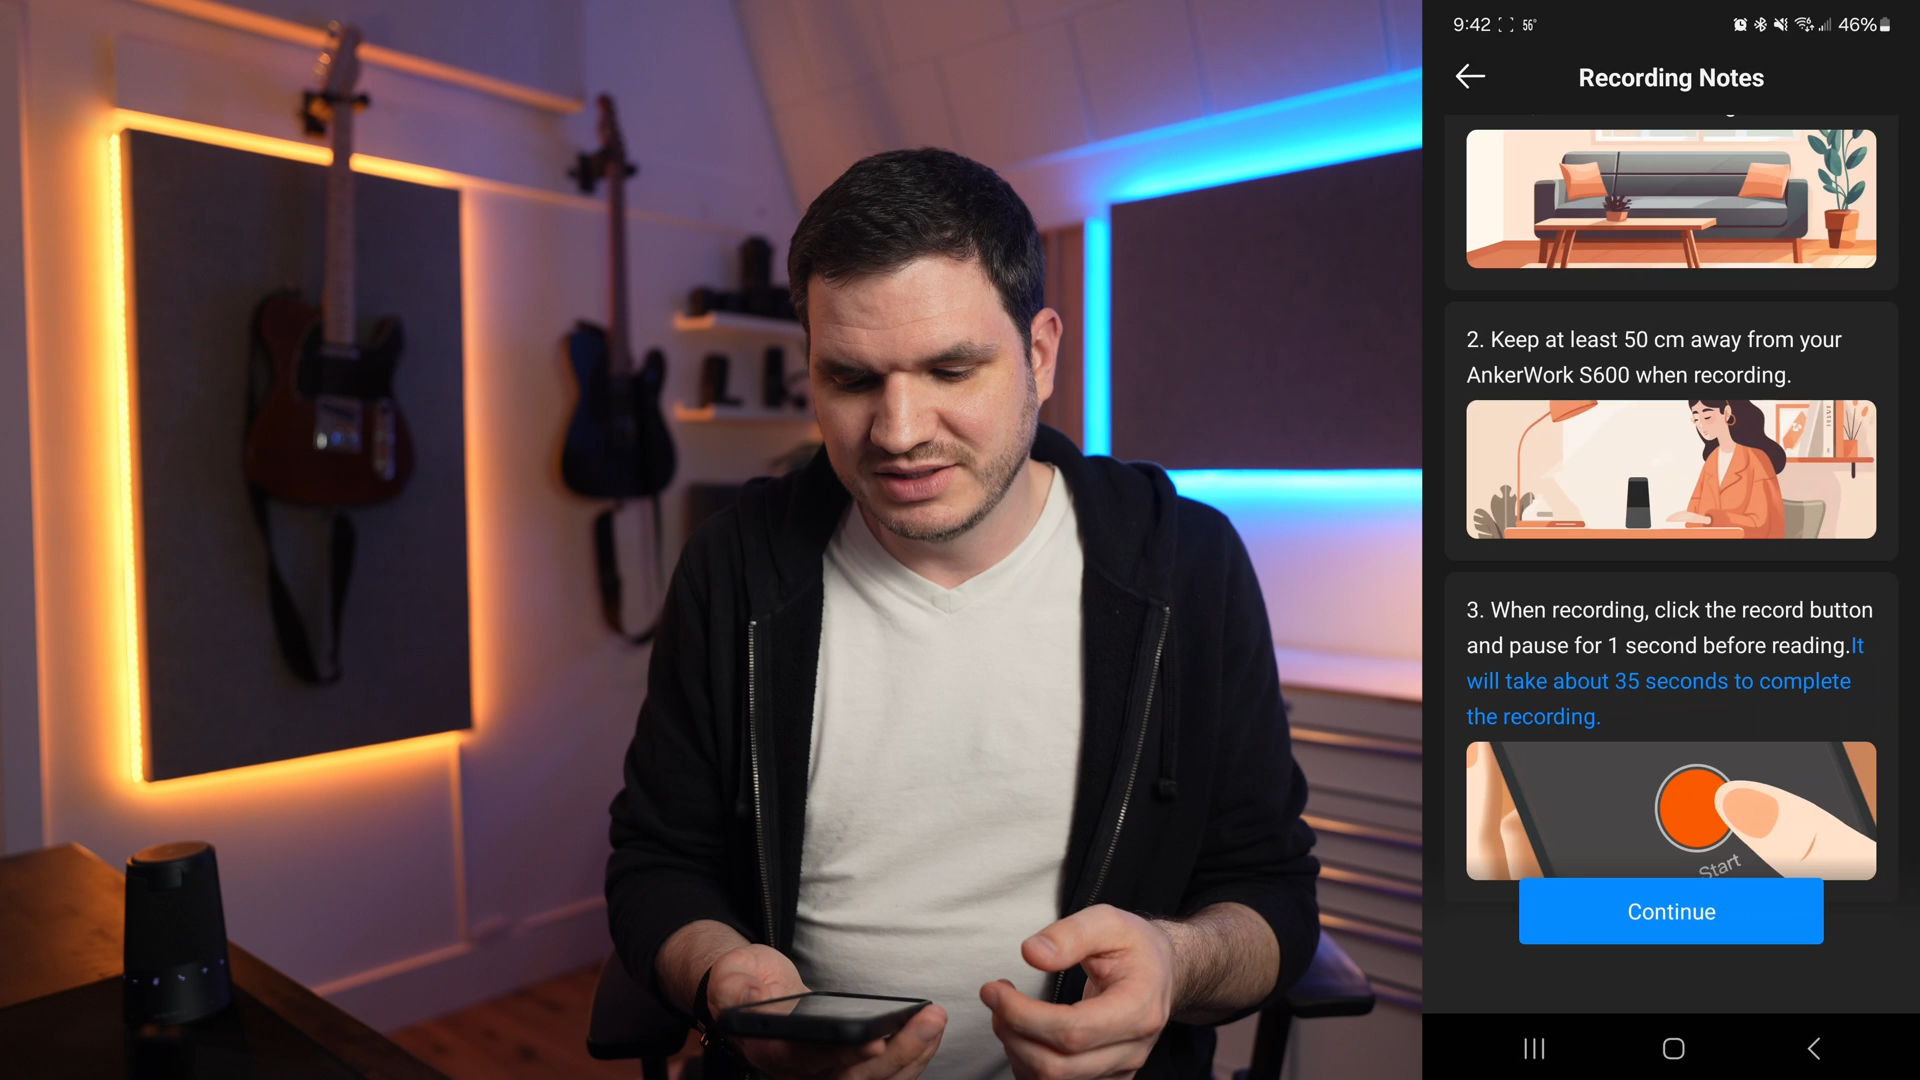 9:42 56° 46%
Recording Notes
2. Keep at least 50 cm away from your
AnkerWork S600 when recording.
3. When recording, click the record button
and pause for 1 second before reading.It
will take about 35 seconds to complete
the recording.
Start
Continue